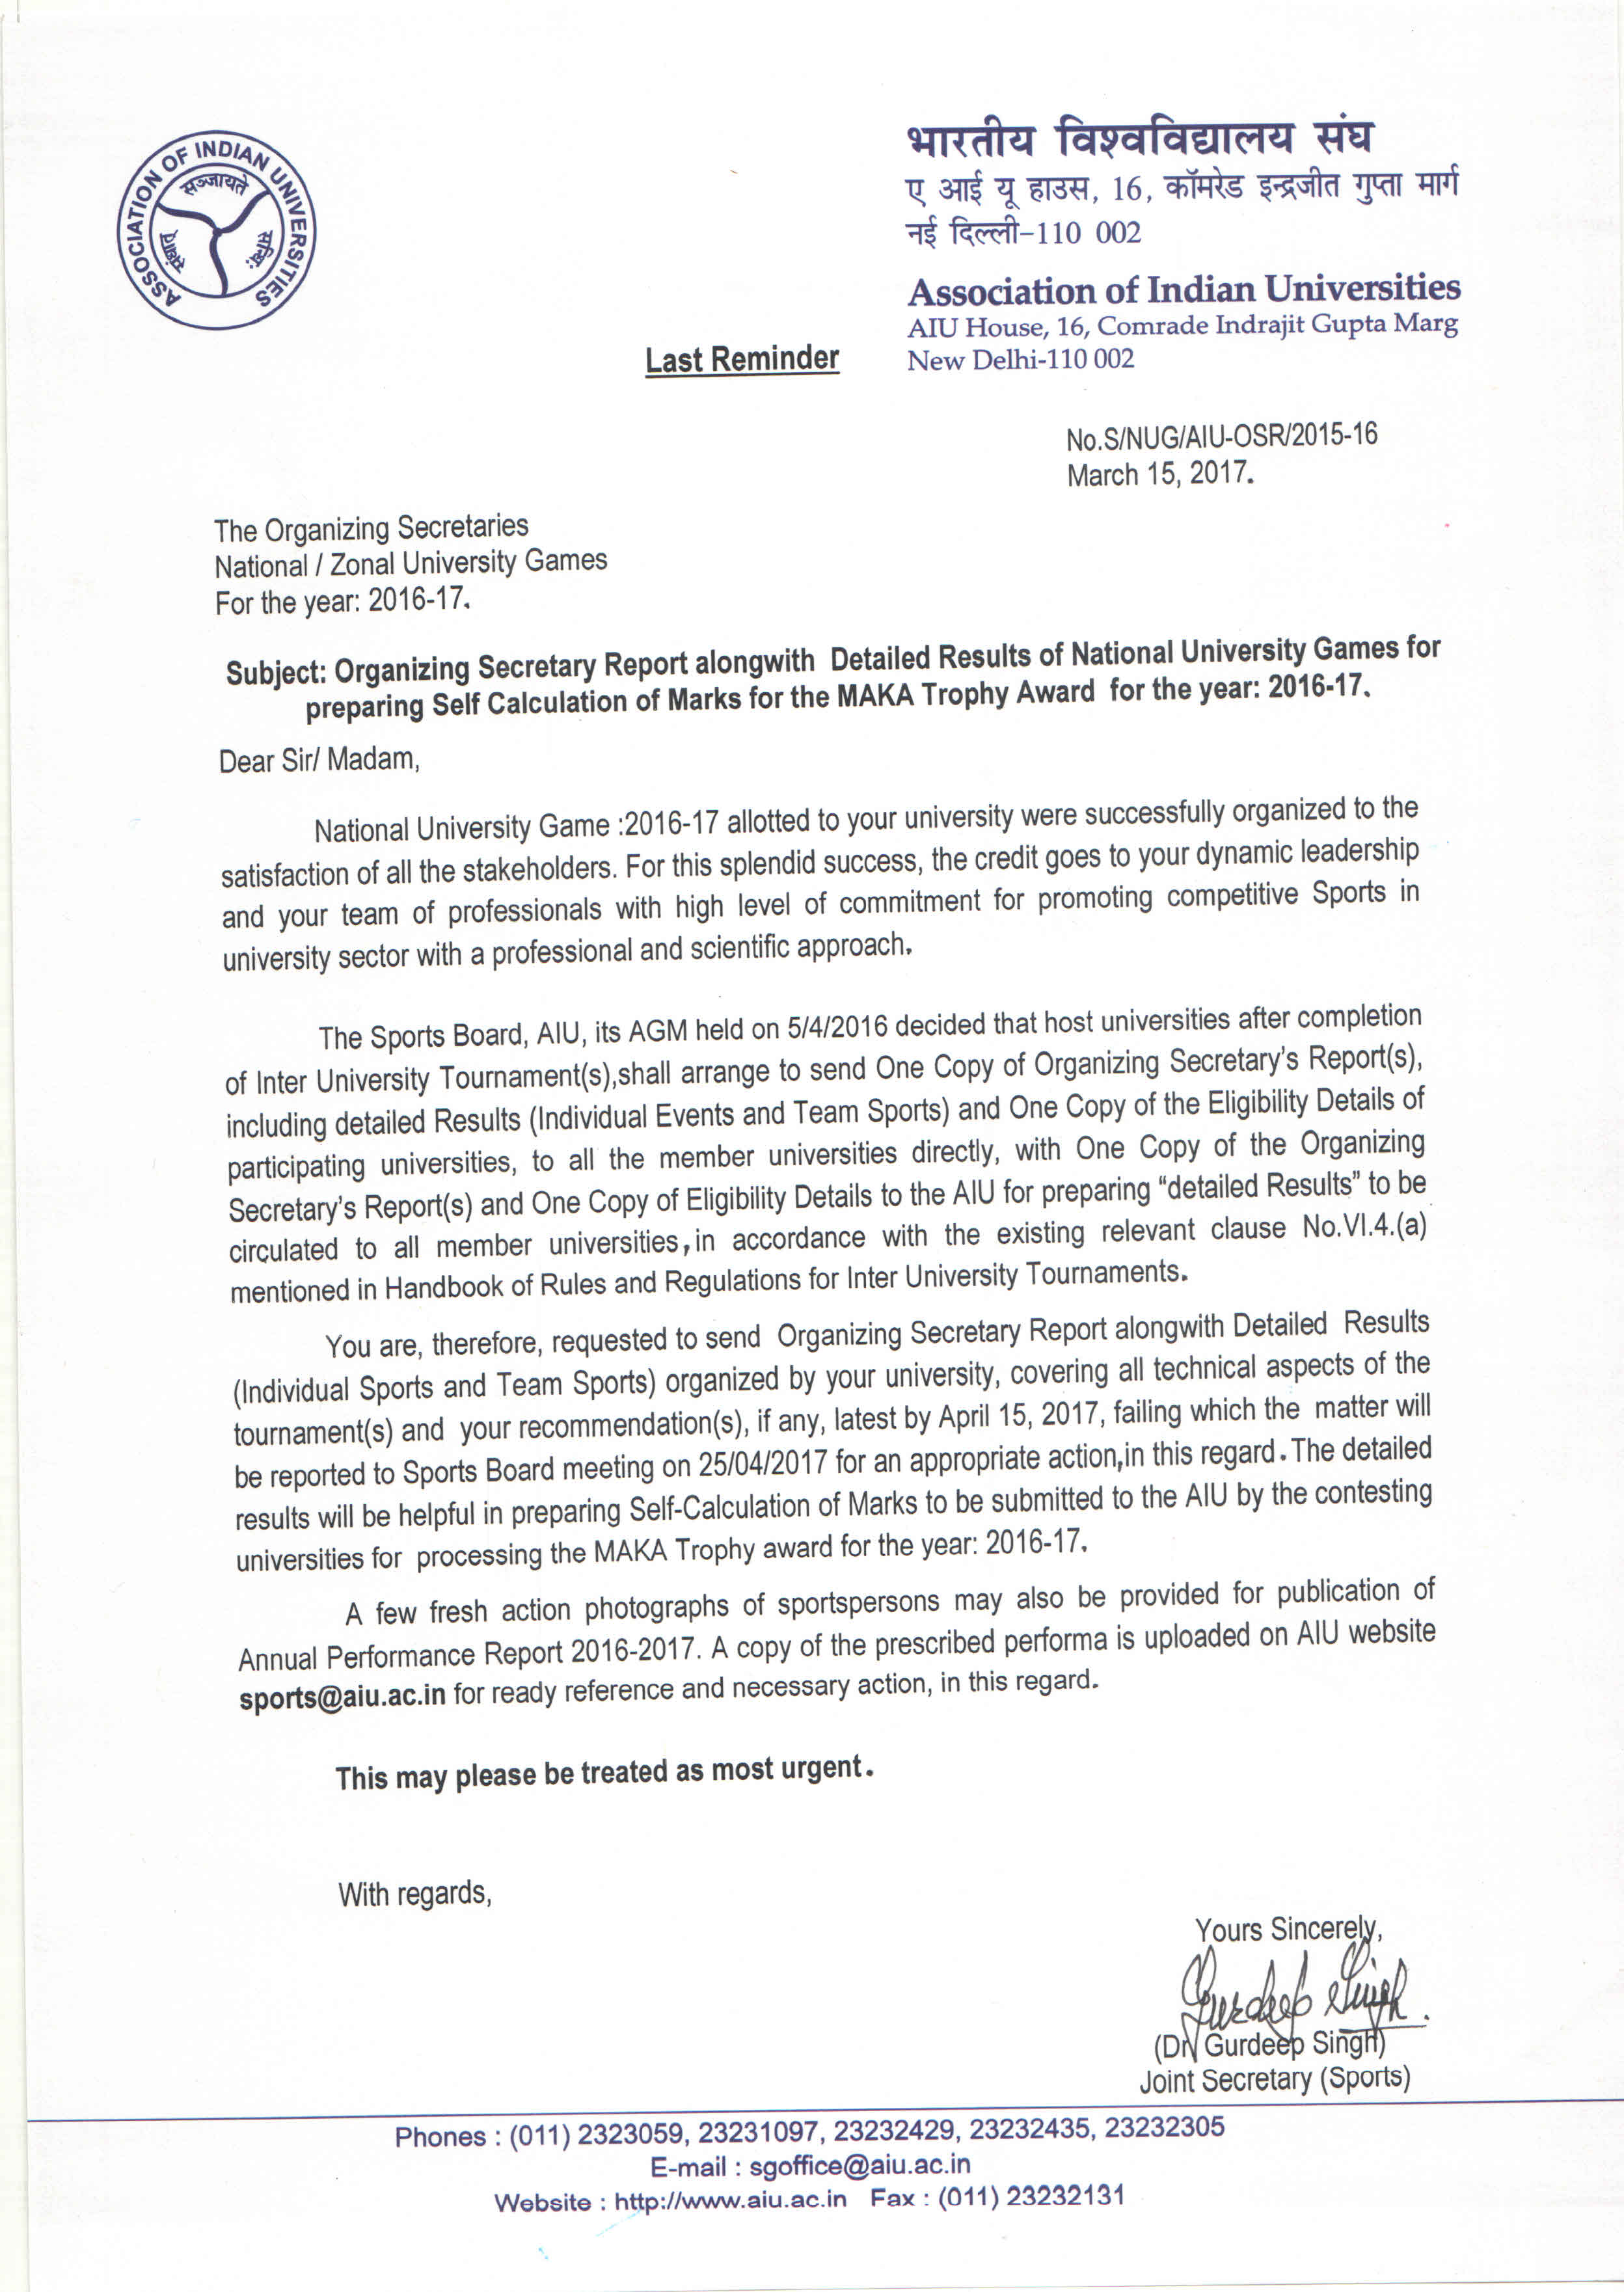 ASSOCIATION OF INDIAN UNIVERSITIES
सञ्जायते
भारतीय विश्वविद्यालय संघ
ए आई यू हाउस, 16, कॉमरेड इन्द्रजीत गुप्ता मार्ग
नई दिल्ली-110 002
Association of Indian Universities
AIU House, 16, Comrade Indrajit Gupta Marg
New Delhi-110 002
Last Reminder
No.S/NUG/AIU-OSR/2015-16
March 15, 2017.
The Organizing Secretaries
National / Zonal University Games
For the year: 2016-17.
Subject: Organizing Secretary Report alongwith Detailed Results of National University Games for
preparing Self Calculation of Marks for the MAKA Trophy Award for the year: 2016-17.
Dear Sir/ Madam,
National University Game :2016-17 allotted to your university were successfully organized to the
satisfaction of all the stakeholders. For this splendid success, the credit goes to your dynamic leadership
and your team of professionals with high level of commitment for promoting competitive Sports in
university sector with a professional and scientific approach.
The Sports Board, AIU, its AGM held on 5/4/2016 decided that host universities after completion
of Inter University Tournament(s),shall arrange to send One Copy of Organizing Secretary's Report(s),
including detailed Results (Individual Events and Team Sports) and One Copy of the Eligibility Details of
participating universities, to all the member universities directly, with One Copy of the Organizing
Secretary's Report(s) and One Copy of Eligibility Details to the AIU for preparing “detailed Results” to be
circulated to all member universities, in accordance with the existing relevant clause No.VI.4.(a)
mentioned in Handbook of Rules and Regulations for Inter University Tournaments.
You are, therefore, requested to send Organizing Secretary Report alongwith Detailed Results
(Individual Sports and Team Sports) organized by your university, covering all technical aspects of the
tournament(s) and your recommendation(s), if any, latest by April 15, 2017, failing which the matter will
be reported to Sports Board meeting on 25/04/2017 for an appropriate action,in this regard. The detailed
results will be helpful in preparing Self-Calculation of Marks to be submitted to the AIU by the contesting
universities for processing the MAKA Trophy award for the year: 2016-17.
A few fresh action photographs of sportspersons may also be provided for publication of
Annual Performance Report 2016-2017. A copy of the prescribed performa is uploaded on AIU website
sports@aiu.ac.in for ready reference and necessary action, in this regard.
This may please be treated as most urgent.
With regards,
Yours Sincerely,
Gurdeep Singh
(Dr Gurdeep Singh)
Joint Secretary (Sports)
Phones : (011) 2323059, 23231097, 23232429, 23232435, 23232305
E-mail : sgoffice@aiu.ac.in
Website : http://www.aiu.ac.in Fax : (011) 23232131